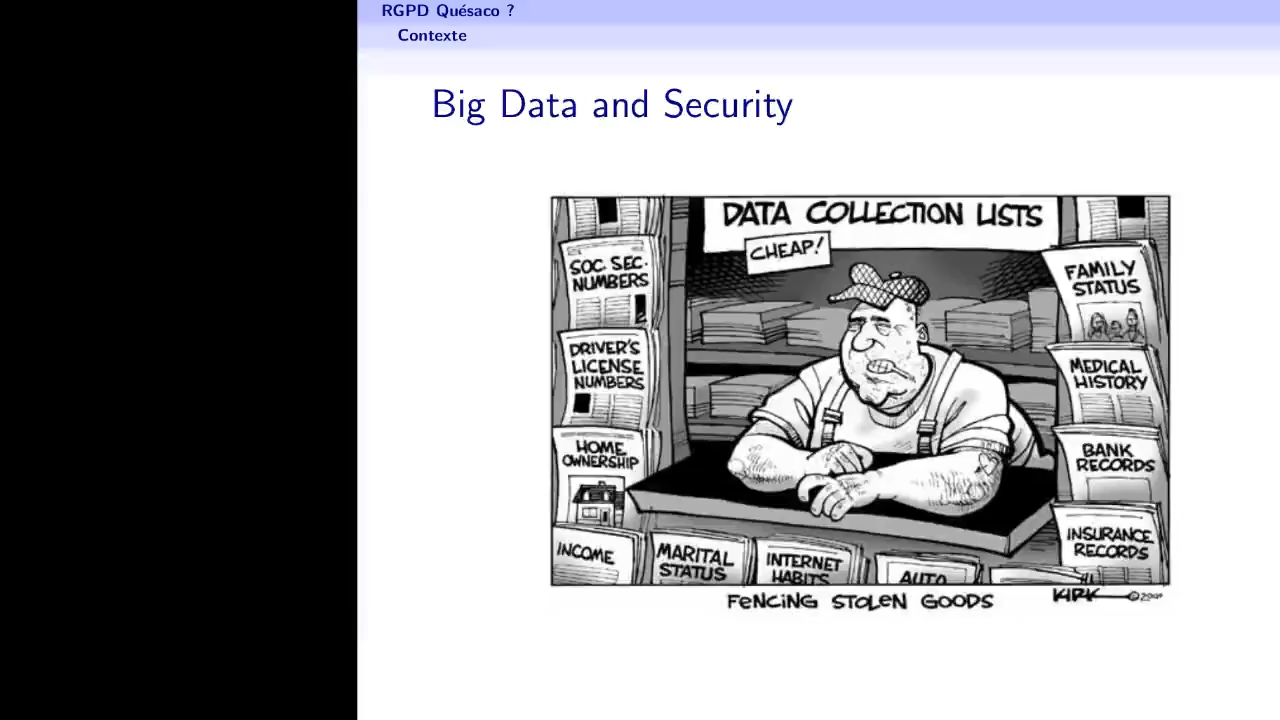 RGPD Quésaco ?
Contexte
Big Data and Security
DATA COLLECTION LISTS
CHEAP!
SOC. SEC.
NUMBERS
DRIVER'S
LICENSE
NUMBERS
HOME
OWNERSHIP
INCOME
MARITAL
STATUS
INTERNET
HABITS
AUTO
FAMILY
STATUS
MEDICAL
HISTORY
BANK
RECORDS
INSURANCE
RECORDS
FENCING STOLEN GOODS
KIRK